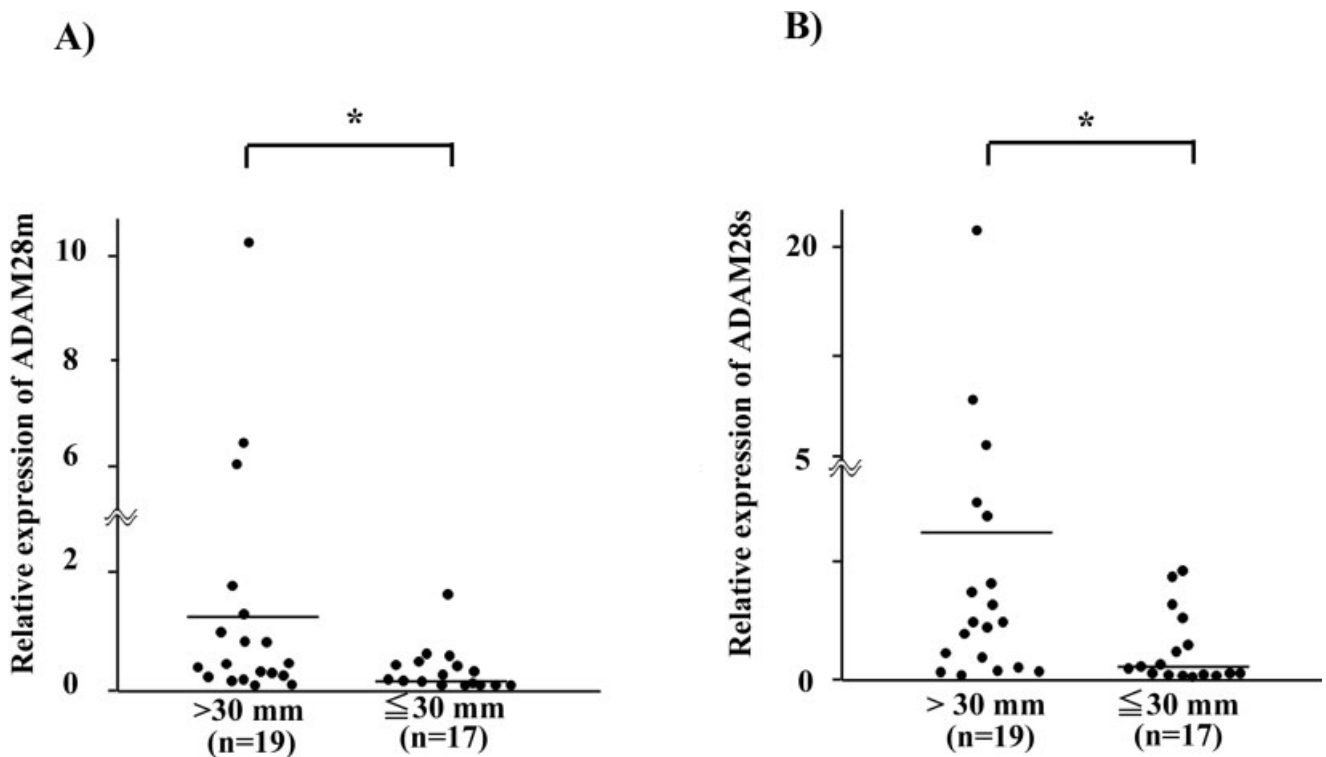 A)
*
Relative expression of ADAM28m
10
8
6
2
0
>30 mm
(n=19)
≦30 mm
(n=17)
B)
*
Relative expression of ADAM28s
20
5
0
> 30 mm
(n=19)
≦30 mm
(n=17)